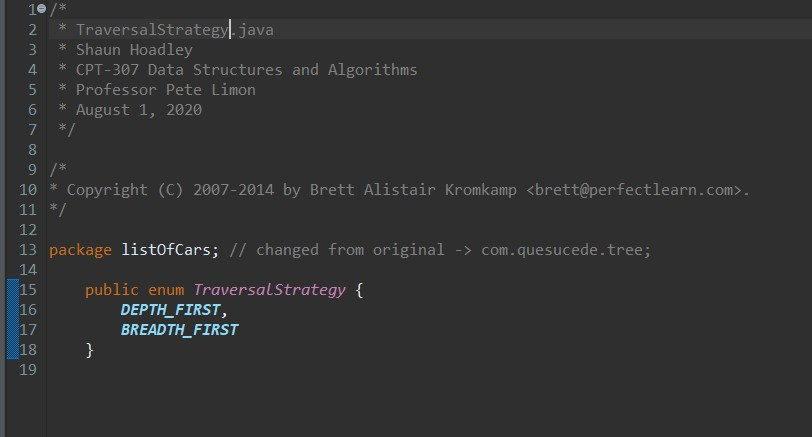 1 /*
2 * TraversalStrategy.java
3 * Shaun Hoadley
4 * CPT-307 Data Structures and Algorithms
5 * Professor Pete Limon
6 * August 1, 2020
7 */
8
9 /*
10 * Copyright (C) 2007-2014 by Brett Alistair Kromkamp <brett@perfectlearn.com>.
11 */
12
13 package listOfCars; // changed from original -> com.quesucede.tree;
14
15 public enum TraversalStrategy {
16 DEPTH_FIRST,
17 BREADTH_FIRST
18 }
19